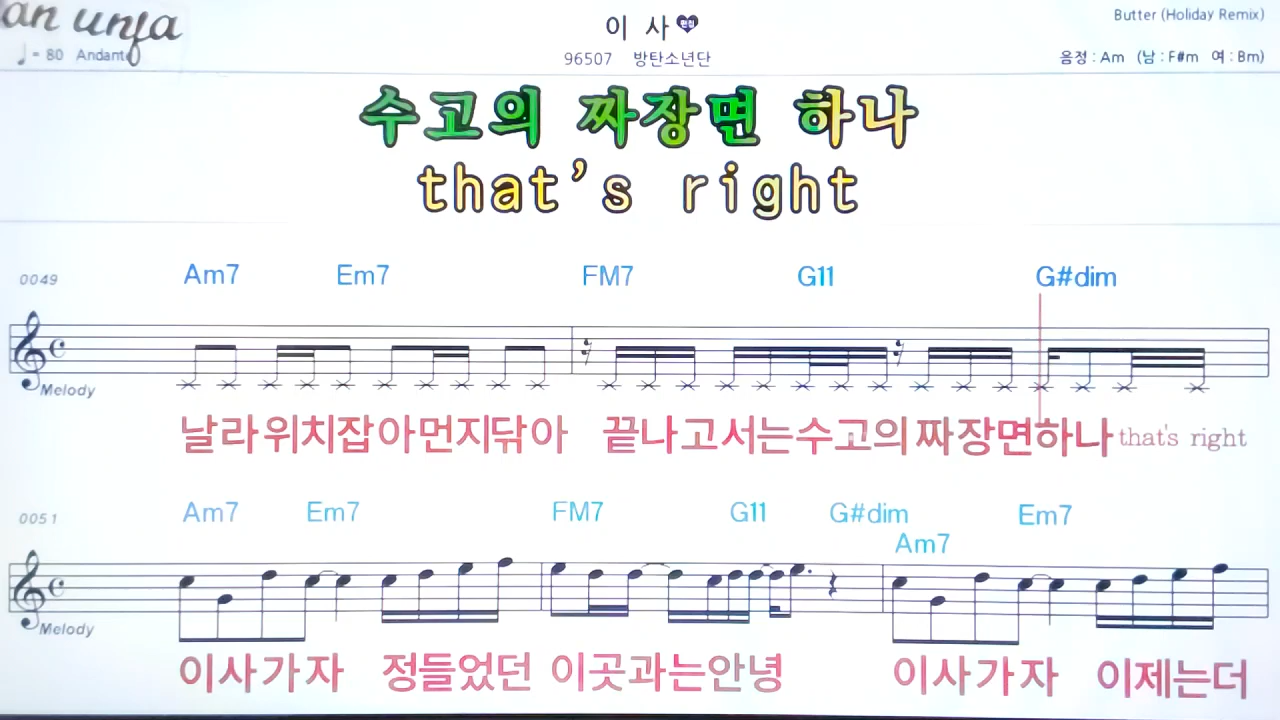 an unfa
이 사 편집
Butter (Holiday Remix)
♩= 80 Andante
96507 방탄소년단
음정 : Am (남 : F#m 여 : Bm)
수고의 짜장면 하나
that's right
0049 Am7 Em7 FM7 G11 G#dim
Melody
날라위치잡아먼지닦아 끝나고서는수고의짜장면하나 that's right
0051 Am7 Em7 FM7 G11 G#dim Em7
Am7
Melody
이사가자 정들었던 이곳과는안녕 이사가자 이제는더